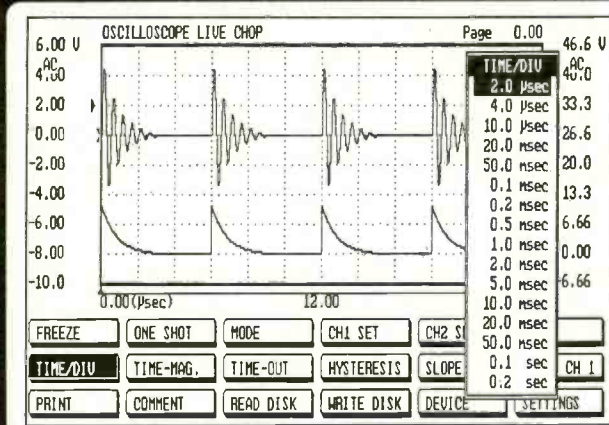 OSCILLOSCOPE LIVE CHOP Page 0.00
6.00 V
AC
4.00
2.00
0.00
-2.00
-4.00
-6.00
-8.00
-10.0
0.00(µsec) 12.00
46.6 V
AC
40.0
33.3
26.6
20.0
13.3
6.66
0.00
-6.66
TIME/DIV
2.0 µsec
4.0 µsec
10.0 µsec
20.0 msec
50.0 msec
0.1 msec
0.2 msec
0.5 msec
1.0 msec
2.0 msec
5.0 msec
10.0 msec
20.0 msec
50.0 msec
0.1 sec
0.2 sec
FREEZE ONE SHOT MODE CH1 SET CH2
TIME/DIV TIME-MAG. TIME-OUT HYSTERESIS SLOPE CH 1
PRINT COMMENT READ DISK WRITE DISK DEVICE SETTINGS